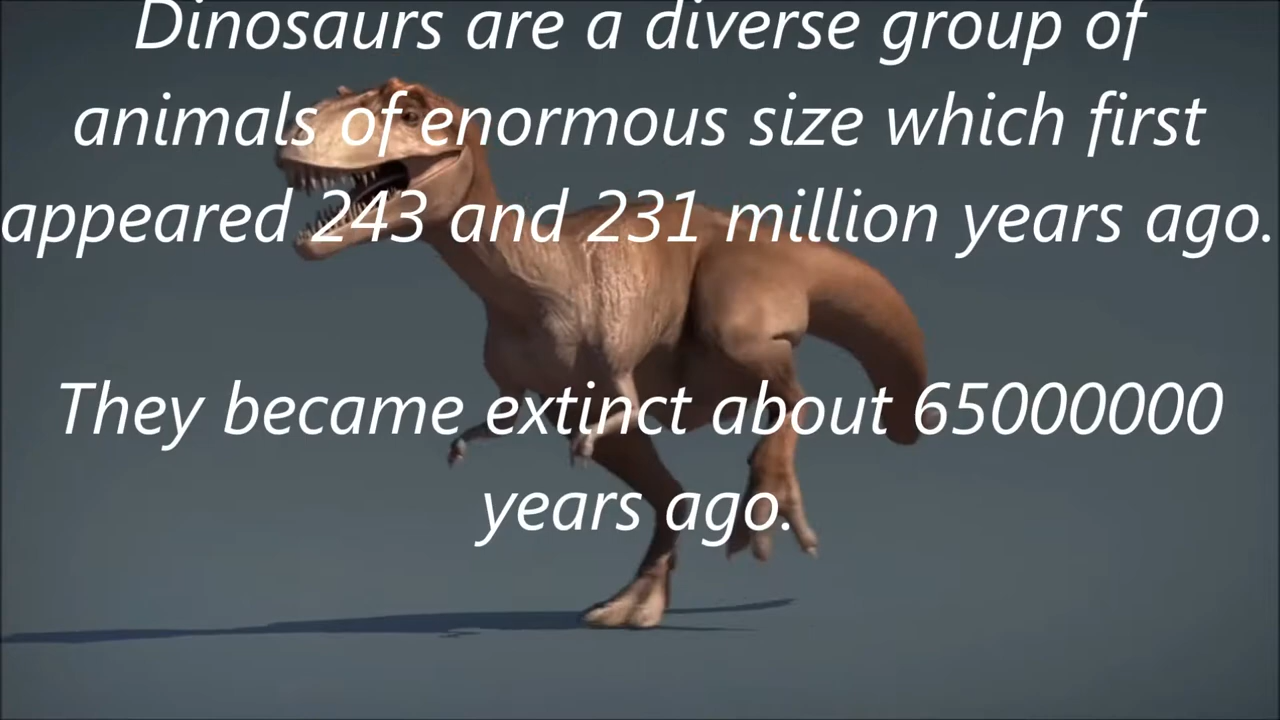 Dinosaurs are a diverse group of
animals of enormous size which first
appeared 243 and 231 million years ago.
They became extinct about 65000000
years ago.